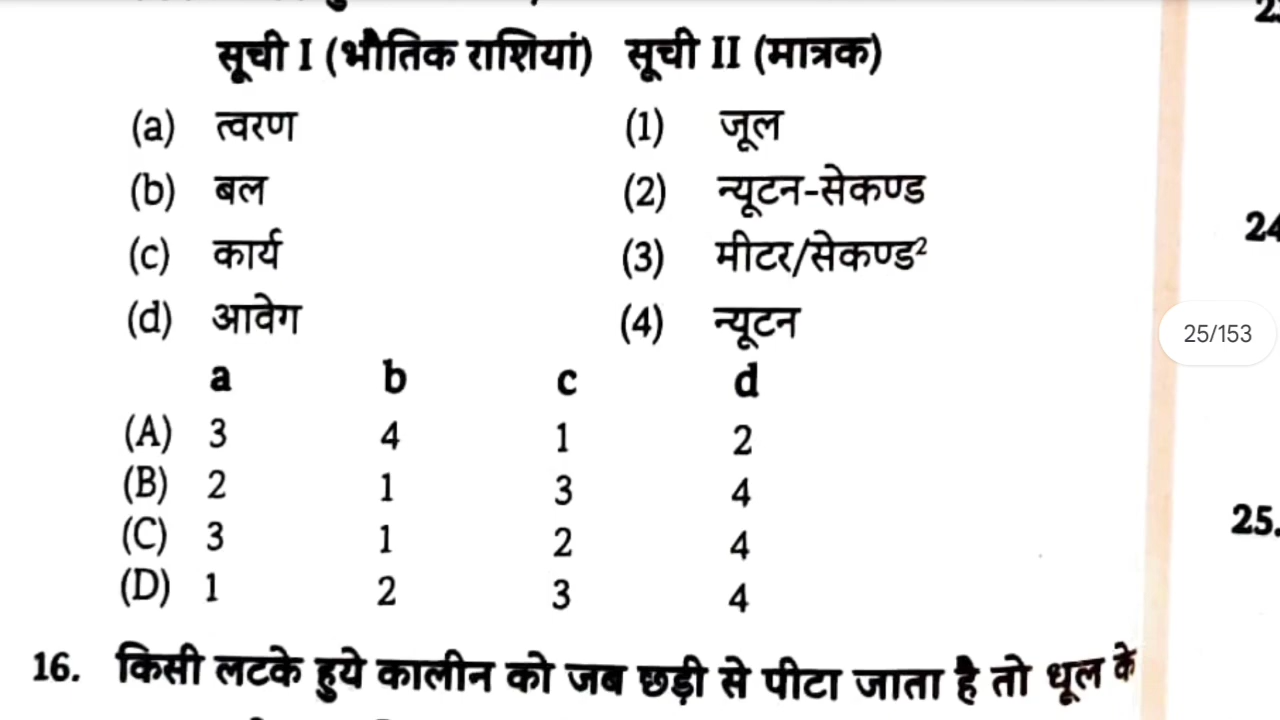 सूची I (भौतिक राशियां) सूची II (मात्रक)
(a) त्वरण (1) जूल
(b) बल (2) न्यूटन-सेकण्ड
(c) कार्य (3) मीटर/सेकण्ड²
(d) आवेग (4) न्यूटन
a b c d
(A) 3 4 1 2
(B) 2 1 3 4
(C) 3 1 2 4
(D) 1 2 3 4
16. किसी लटके हुये कालीन को जब छड़ी से पीटा जाता है तो धूल के
24
25/153
25.